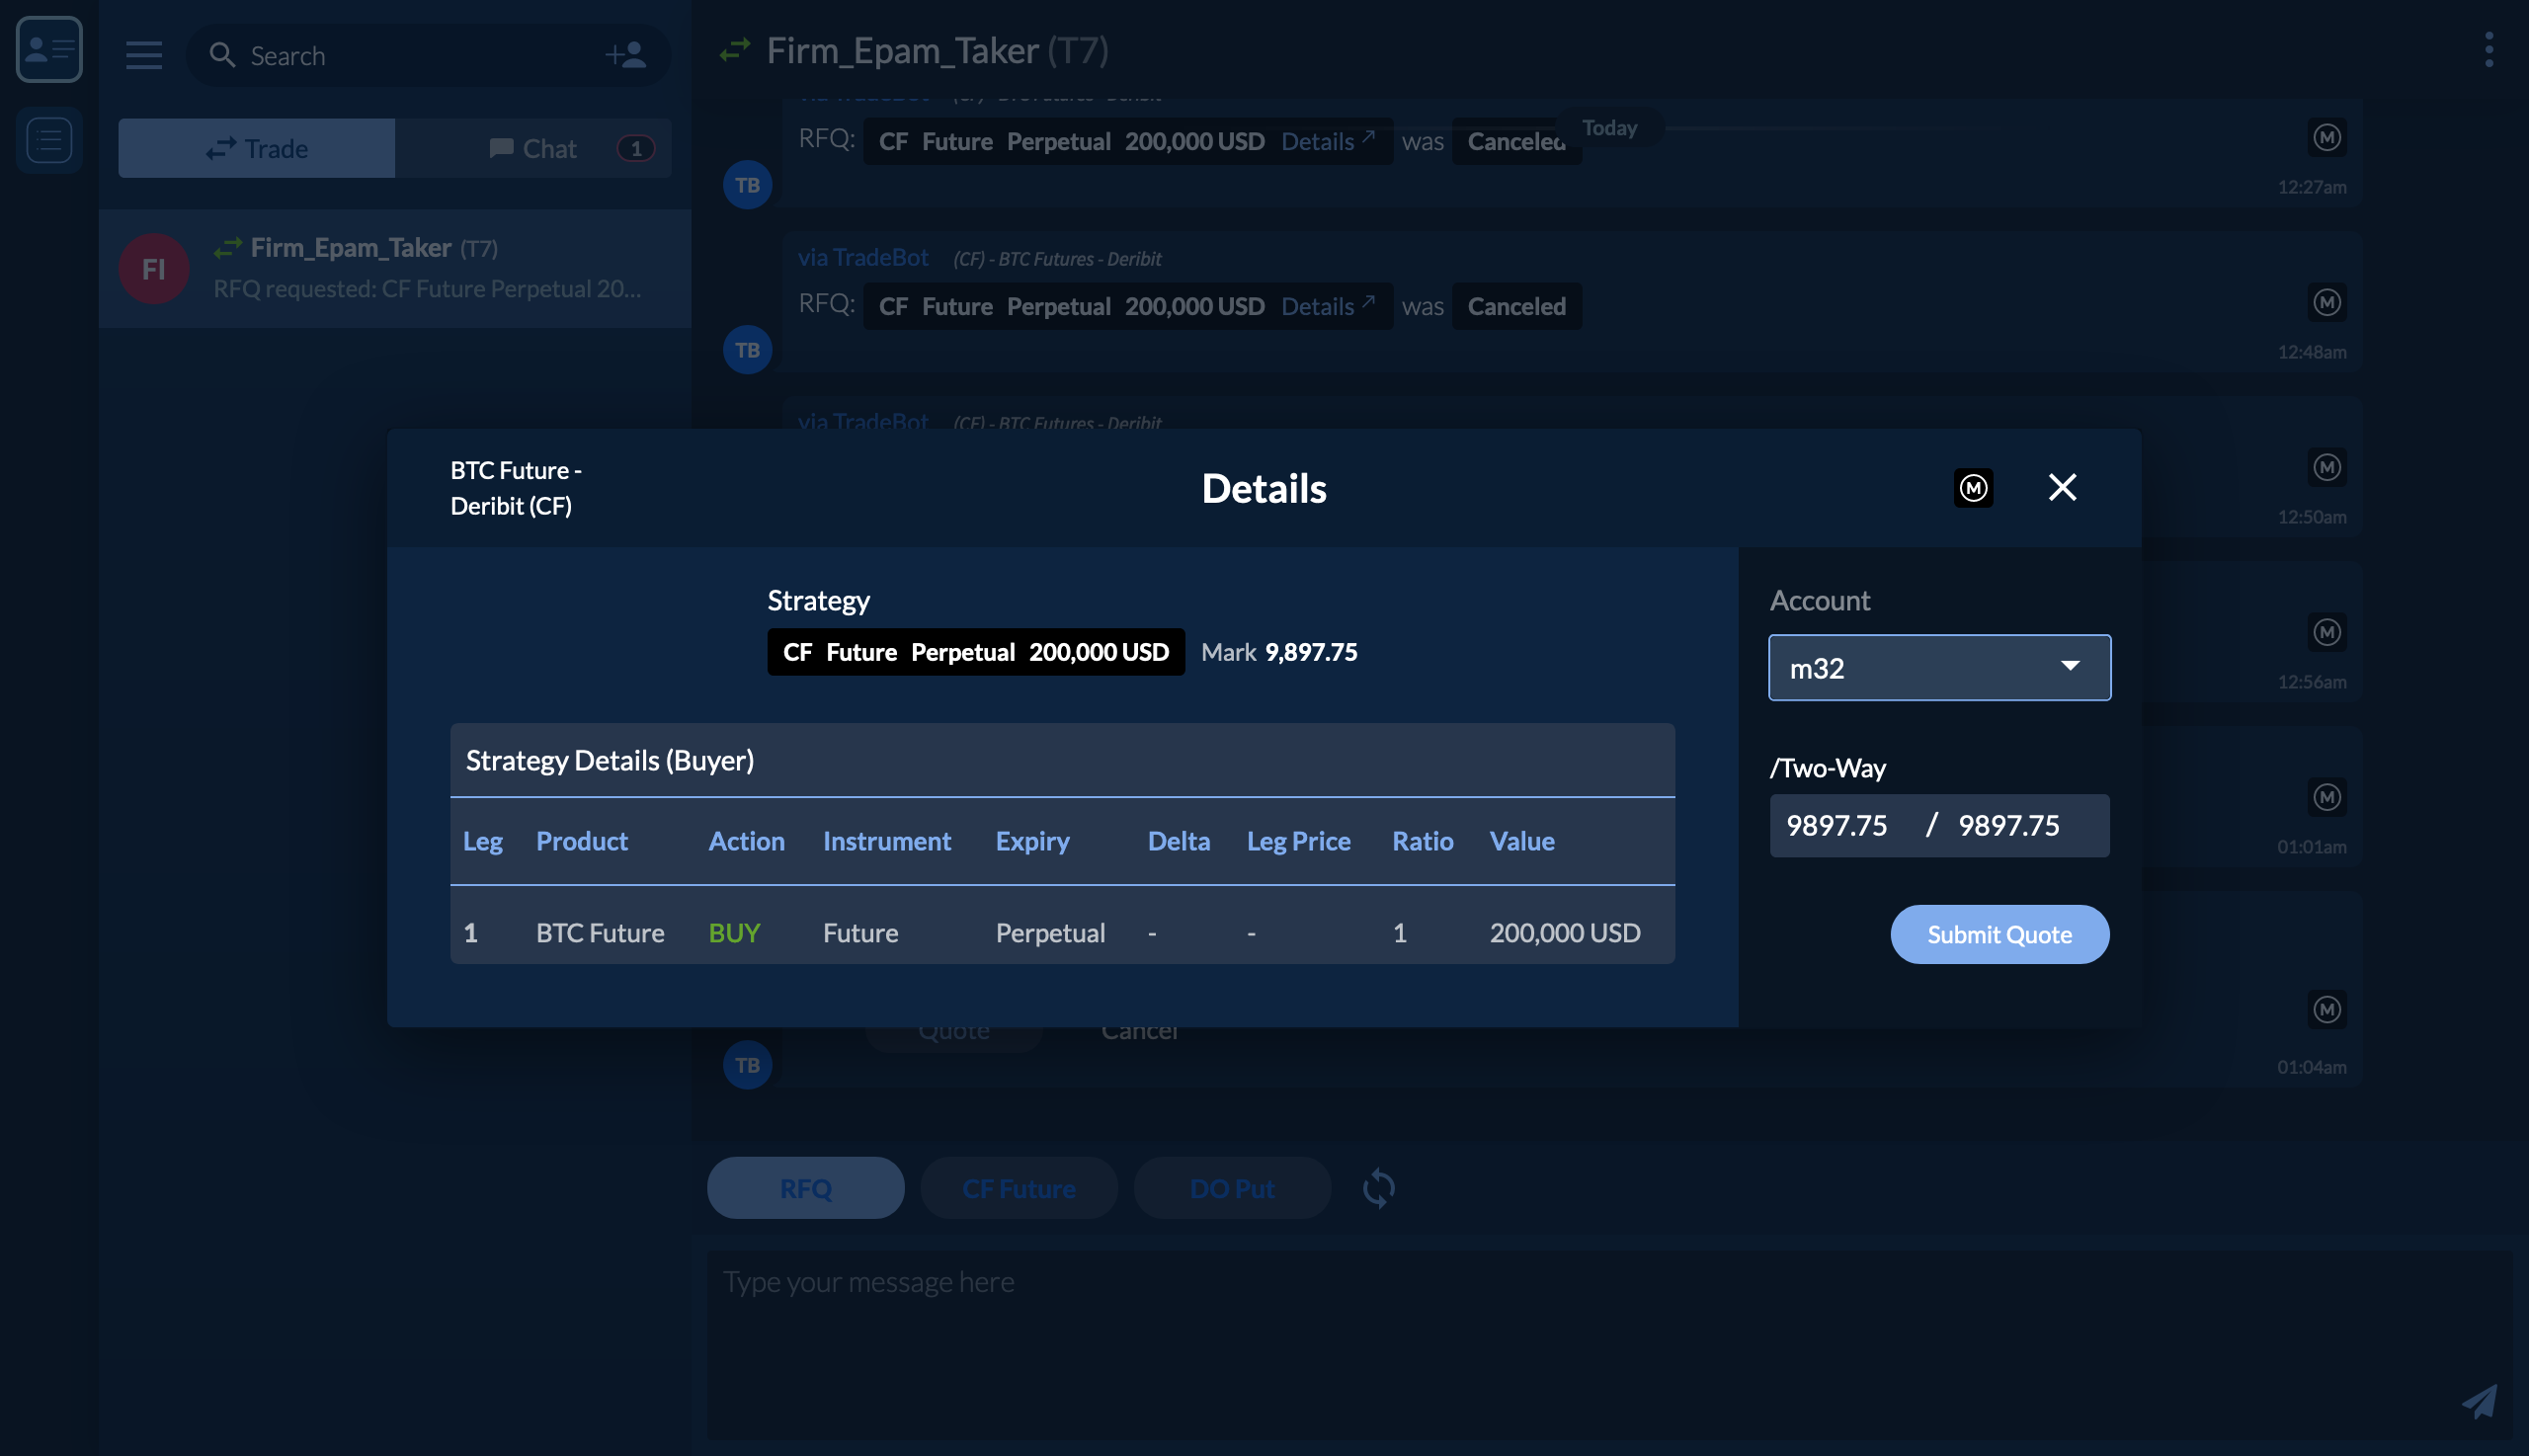 Search
Trade
Chat 1
FI
Firm_Epam_Taker (T7)
RFQ requested: CF Future Perpetual 20...
Firm_Epam_Taker (T7)
via TradeBot (CF) - BTC Futures - Deribit
Today
RFQ: CF Future Perpetual 200,000 USD Details was Canceled
M
TB
12:27am
via TradeBot (CF) - BTC Futures - Deribit
RFQ: CF Future Perpetual 200,000 USD Details was Canceled
M
TB
12:48am
via TradeBot (CF) - BTC Futures - Deribit
M
12:50am
M
12:56am
M
01:01am
BTC Future -
Deribit (CF)
Details
M
Strategy
CF Future Perpetual 200,000 USD Mark 9,897.75
Strategy Details (Buyer)
Leg Product Action Instrument Expiry Delta Leg Price Ratio Value
1 BTC Future BUY Future Perpetual - - 1 200,000 USD
Account
m32
/Two-Way
9897.75 / 9897.75
Submit Quote
M
Quote Cancel
TB
01:04am
RFQ CF Future DO Put
Type your message here